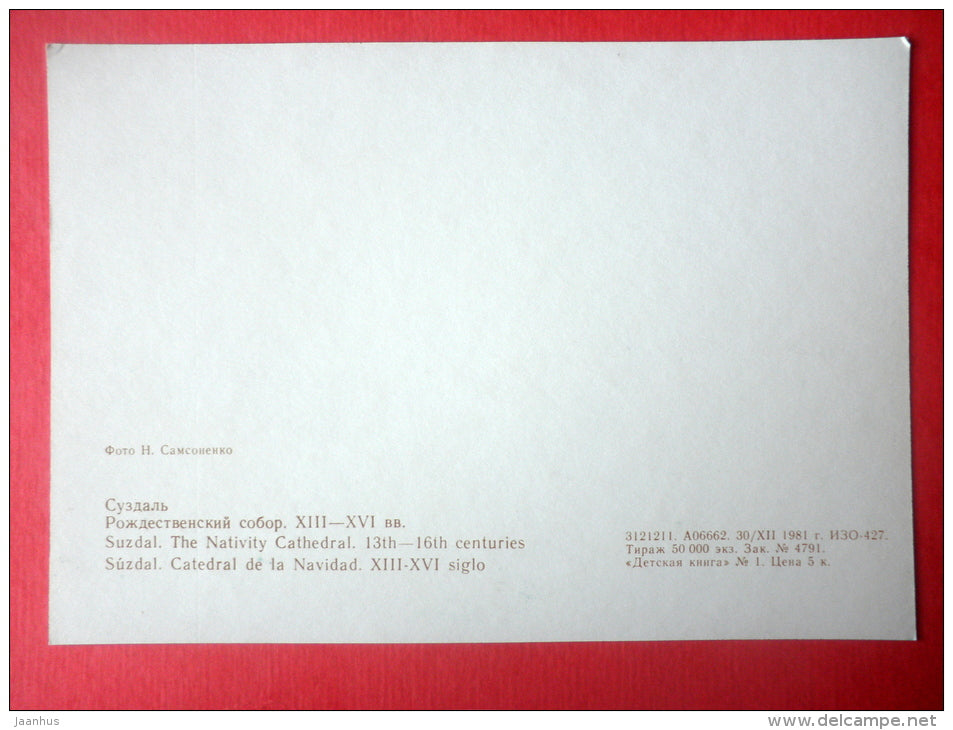 Фото Н. Самсоненко
Суздаль
Рождественский собор. XIII—XVI вв.
Suzdal. The Nativity Cathedral. 13th—16th centuries
Súzdal. Catedral de la Navidad. XIII-XVI siglo
3121211. А06662. 30/XII 1981 г. ИЗО-427.
Тираж 50 000 экз. Зак. № 4791.
«Детская книга» № 1. Цена 5 к.
jaanhus
www.delcampe.net